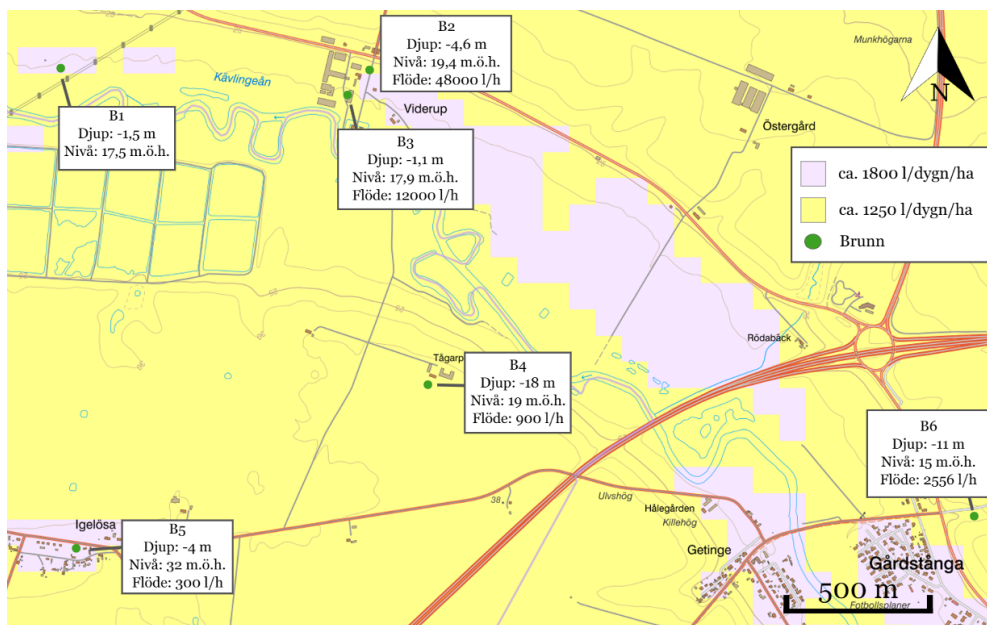 B2
Djup: -4,6 m
Nivå: 19,4 m.ö.h.
Flöde: 48000 l/h
Munkhögarna
N
Kävlingeån
Viderup
B1
Djup: -1,5 m
Nivå: 17,5 m.ö.h.
B3
Djup: -1,1 m
Nivå: 17,9 m.ö.h.
Flöde: 12000 l/h
Östergård
ca. 1800 l/dygn/ha
ca. 1250 l/dygn/ha
Brunn
Rödabäck
Tågarp
B4
Djup: -18 m
Nivå: 19 m.ö.h.
Flöde: 900 l/h
B6
Djup: -11 m
Nivå: 15 m.ö.h.
Flöde: 2556 l/h
38
Ulvshög
Hålegården
Killehög
Igelösa
B5
Djup: -4 m
Nivå: 32 m.ö.h.
Flöde: 300 l/h
Getinge
Gårdstånga
500 m
Fotbollsplaner